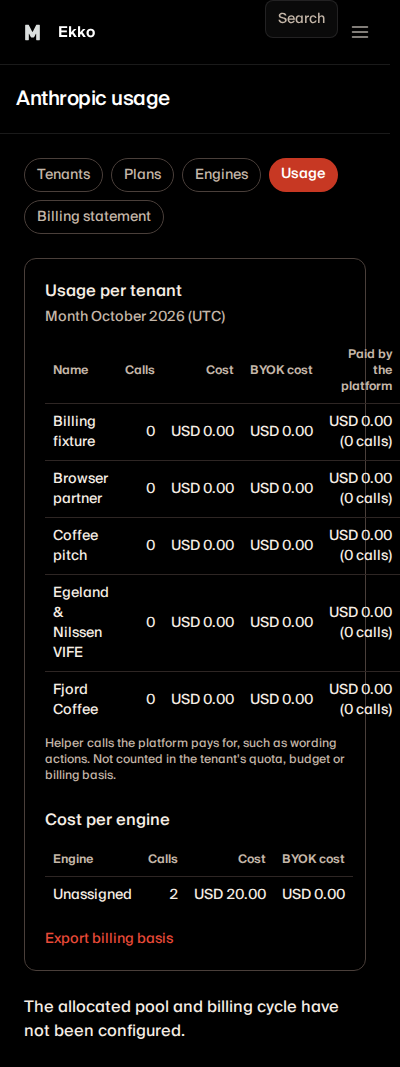 Ekko
Search
Anthropic usage
Tenants Plans Engines Usage
Billing statement
Usage per tenant
Month October 2026 (UTC)
Name Calls Cost BYOK cost Paid by the platform
Billing fixture 0 USD 0.00 USD 0.00 USD 0.00 (0 calls)
Browser partner 0 USD 0.00 USD 0.00 USD 0.00 (0 calls)
Coffee pitch 0 USD 0.00 USD 0.00 USD 0.00 (0 calls)
Egeland & Nilssen VIFE 0 USD 0.00 USD 0.00 USD 0.00 (0 calls)
Fjord Coffee 0 USD 0.00 USD 0.00 USD 0.00 (0 calls)
Helper calls the platform pays for, such as wording
actions. Not counted in the tenant's quota, budget or
billing basis.
Cost per engine
Engine Calls Cost BYOK cost
Unassigned 2 USD 20.00 USD 0.00
Export billing basis
The allocated pool and billing cycle have
not been configured.